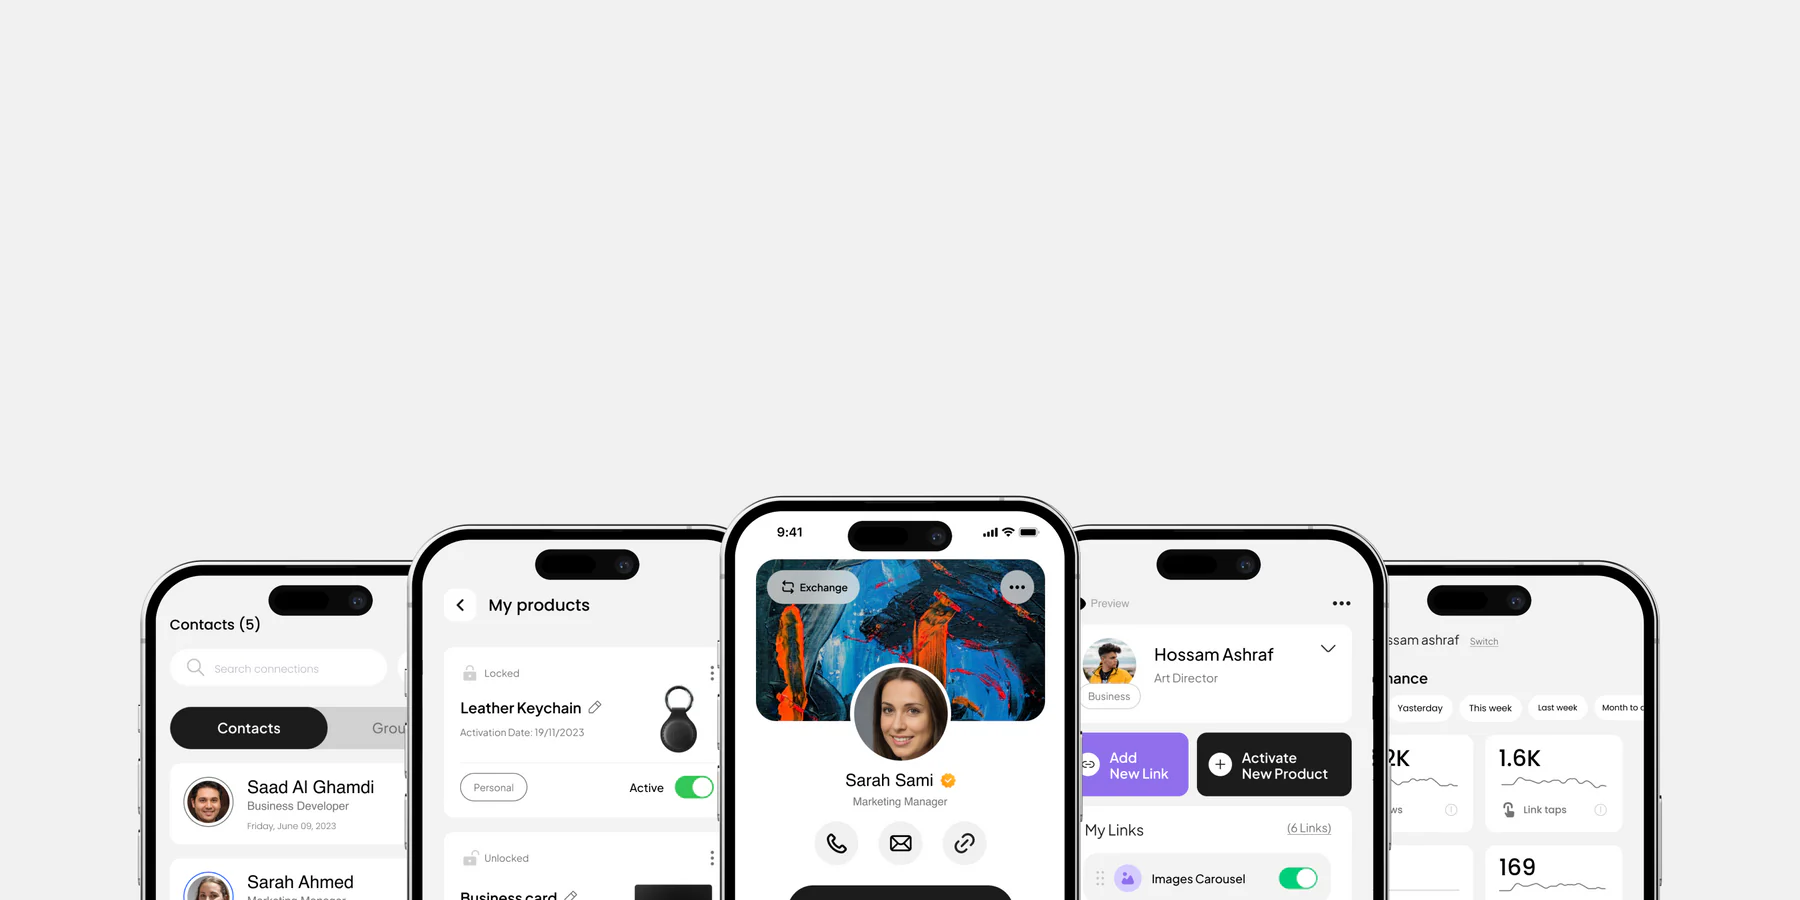 Contacts (5)
Search connections
Contacts
Saad Al Ghamdi
Business Developer
Friday, June 09, 2023
Sarah Ahmed
My products
Locked
Leather Keychain
Activation Date: 19/11/2023
Personal
Active
Unlocked
Business card
9:41
Exchange
Sarah Sami
Marketing Manager
Preview
Hossam Ashraf
Art Director
Business
Add
New Link
Activate
New Product
My Links
(6 Links)
Images Carousel
ssam ashraf
Switch
nance
Yasterday
This week
Last week
Month to
2K
ws
1.6K
Link taps
169